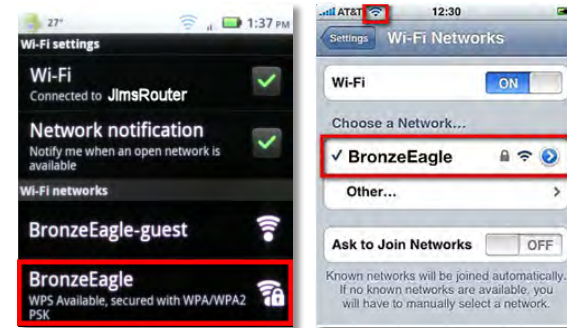 27°
1:37 PM
Wi-Fi settings
Wi-Fi
Connected to JimsRouter
Network notification
Notify me when an open network is
available
Wi-Fi networks
BronzeEagle-guest
BronzeEagle
WPS Available, secured with WPA/WPA2
PSK
AT&T
12:30
Settings
Wi-Fi Networks
Wi-Fi
ON
Choose a Network...
✓ BronzeEagle
Other...
Ask to Join Networks
OFF
Known networks will be joined automatically.
If no known networks are available, you
will have to manually select a network.